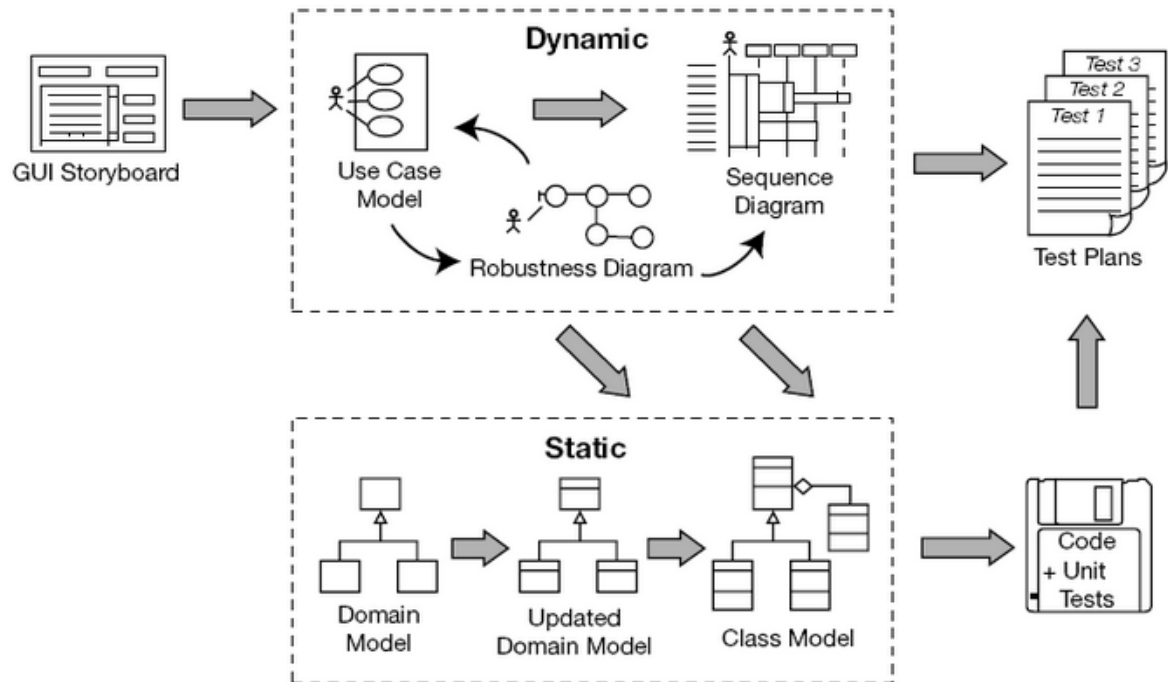 Dynamic
GUI Storyboard
Use Case
Model
Robustness Diagram
Sequence
Diagram
Test 3
Test 2
Test 1
Test Plans
Static
Domain
Model
Updated
Domain Model
Class Model
Code
+ Unit
Tests